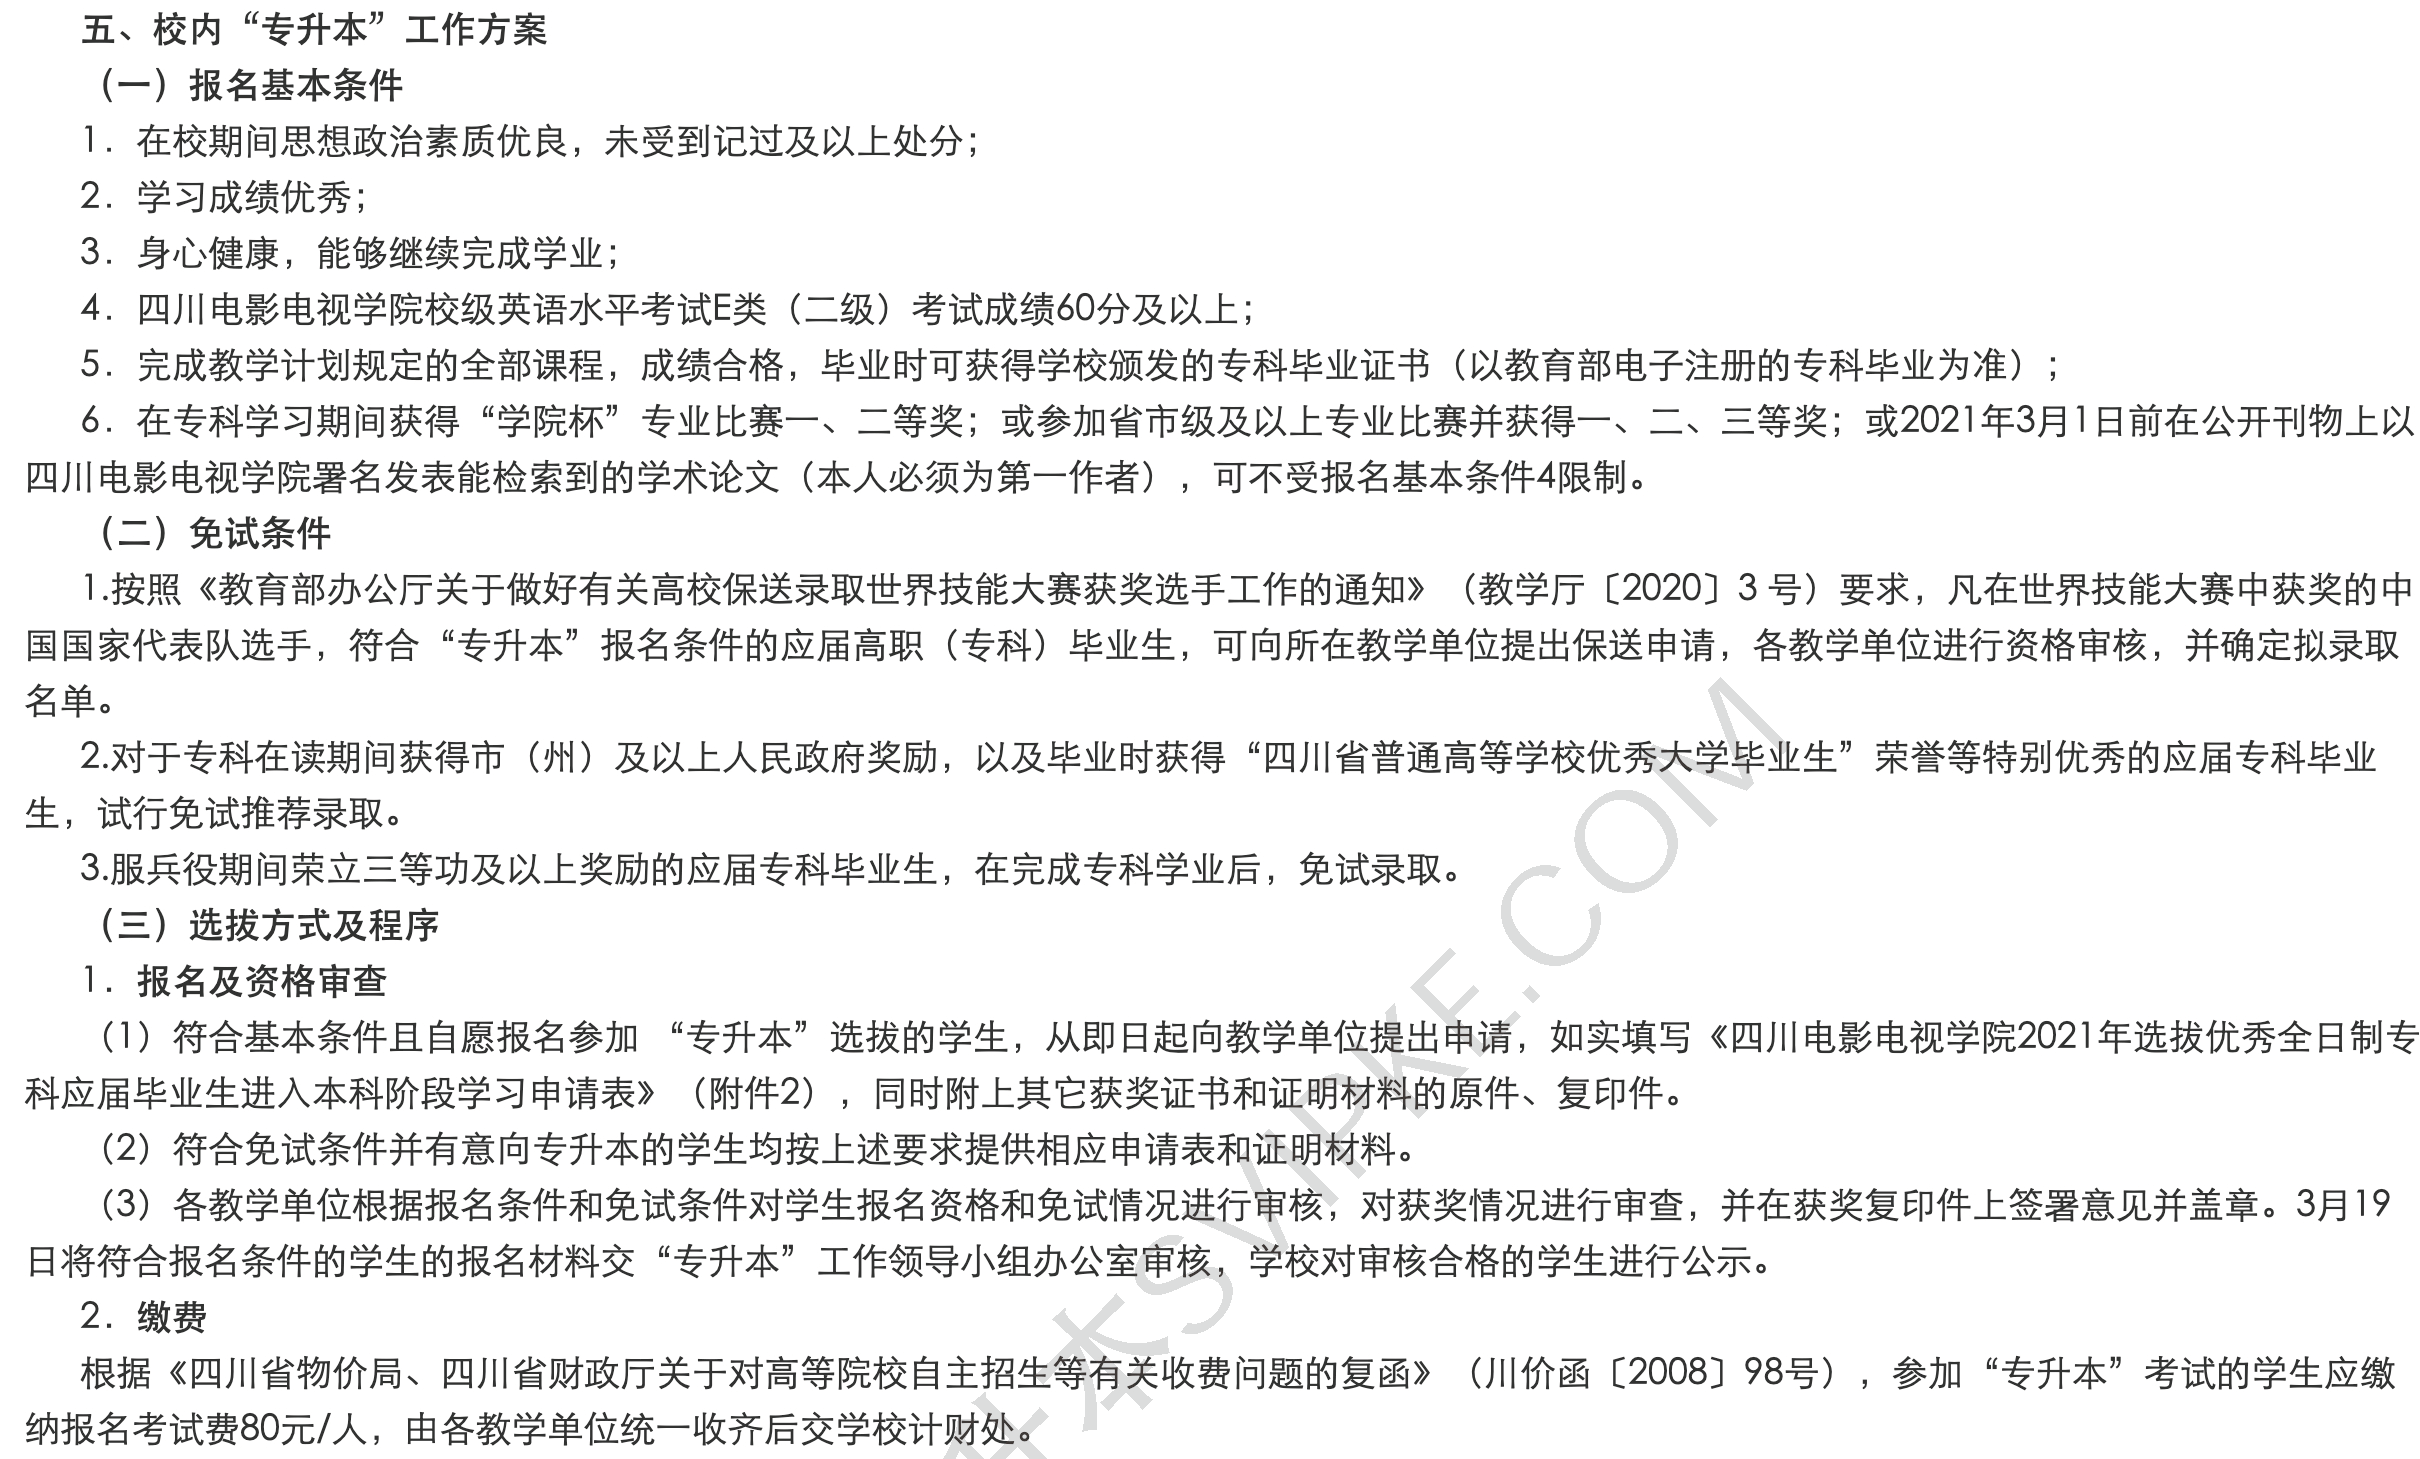 五、校内“专升本”工作方案
（一）报名基本条件
1．在校期间思想政治素质优良，未受到记过及以上处分；
2．学习成绩优秀；
3．身心健康，能够继续完成学业；
4．四川电影电视学院校级英语水平考试E类（二级）考试成绩60分及以上；
5．完成教学计划规定的全部课程，成绩合格，毕业时可获得学校颁发的专科毕业证书（以教育部电子注册的专科毕业为准）；
6．在专科学习期间获得“学院杯”专业比赛一、二等奖；或参加省市级及以上专业比赛并获得一、二、三等奖；或2021年3月1日前在公开刊物上以
四川电影电视学院署名发表能检索到的学术论文（本人必须为第一作者），可不受报名基本条件4限制。
（二）免试条件
1.按照《教育部办公厅关于做好有关高校保送录取世界技能大赛获奖选手工作的通知》（教学厅〔2020〕3 号）要求，凡在世界技能大赛中获奖的中
国国家代表队选手，符合“专升本”报名条件的应届高职（专科）毕业生，可向所在教学单位提出保送申请，各教学单位进行资格审核，并确定拟录取
名单。
2.对于专科在读期间获得市（州）及以上人民政府奖励，以及毕业时获得“四川省普通高等学校优秀大学毕业生”荣誉等特别优秀的应届专科毕业
生，试行免试推荐录取。
3.服兵役期间荣立三等功及以上奖励的应届专科毕业生，在完成专科学业后，免试录取。
（三）选拔方式及程序
1．报名及资格审查
（1）符合基本条件且自愿报名参加 “专升本”选拔的学生，从即日起向教学单位提出申请，如实填写《四川电影电视学院2021年选拔优秀全日制专
科应届毕业生进入本科阶段学习申请表》（附件2），同时附上其它获奖证书和证明材料的原件、复印件。
（2）符合免试条件并有意向专升本的学生均按上述要求提供相应申请表和证明材料。
（3）各教学单位根据报名条件和免试条件对学生报名资格和免试情况进行审核，对获奖情况进行审查，并在获奖复印件上签署意见并盖章。3月19
日将符合报名条件的学生的报名材料交“专升本”工作领导小组办公室审核，学校对审核合格的学生进行公示。
2．缴费
根据《四川省物价局、四川省财政厅关于对高等院校自主招生等有关收费问题的复函》（川价函〔2008〕98号），参加“专升本”考试的学生应缴
纳报名考试费80元/人，由各教学单位统一收齐后交学校计财处。
升本SVIPKE.COM